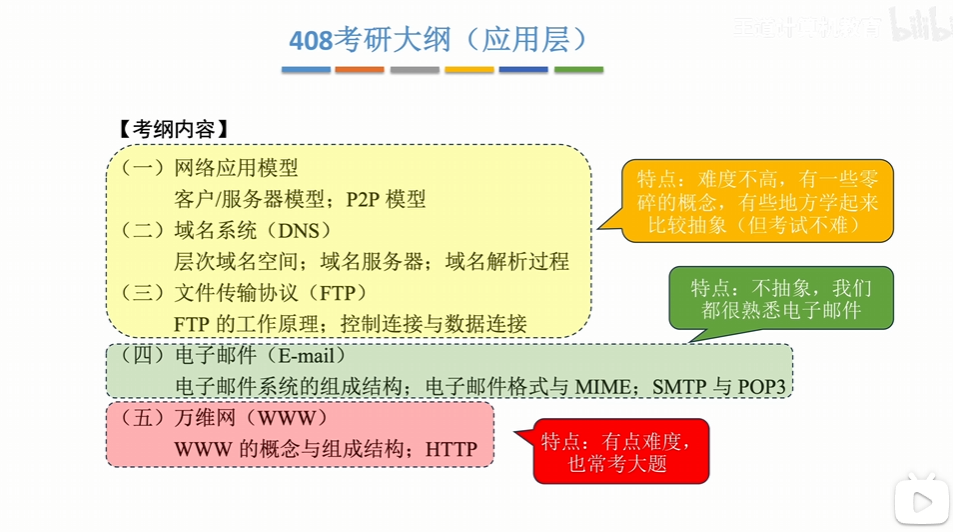 408考研大纲（应用层）
bilibili
【考纲内容】
（一）网络应用模型
客户/服务器模型；P2P 模型
（二）域名系统（DNS）
层次域名空间；域名服务器；域名解析过程
（三）文件传输协议（FTP）
FTP 的工作原理；控制连接与数据连接
特点：难度不高，有一些零
碎的概念，有些地方学起来
比较抽象（但考试不难）
（四）电子邮件（E-mail）
电子邮件系统的组成结构；电子邮件格式与 MIME；SMTP 与 POP3
特点：不抽象，我们
都很熟悉电子邮件
（五）万维网（WWW）
WWW 的概念与组成结构；HTTP
特点：有点难度，
也常考大题